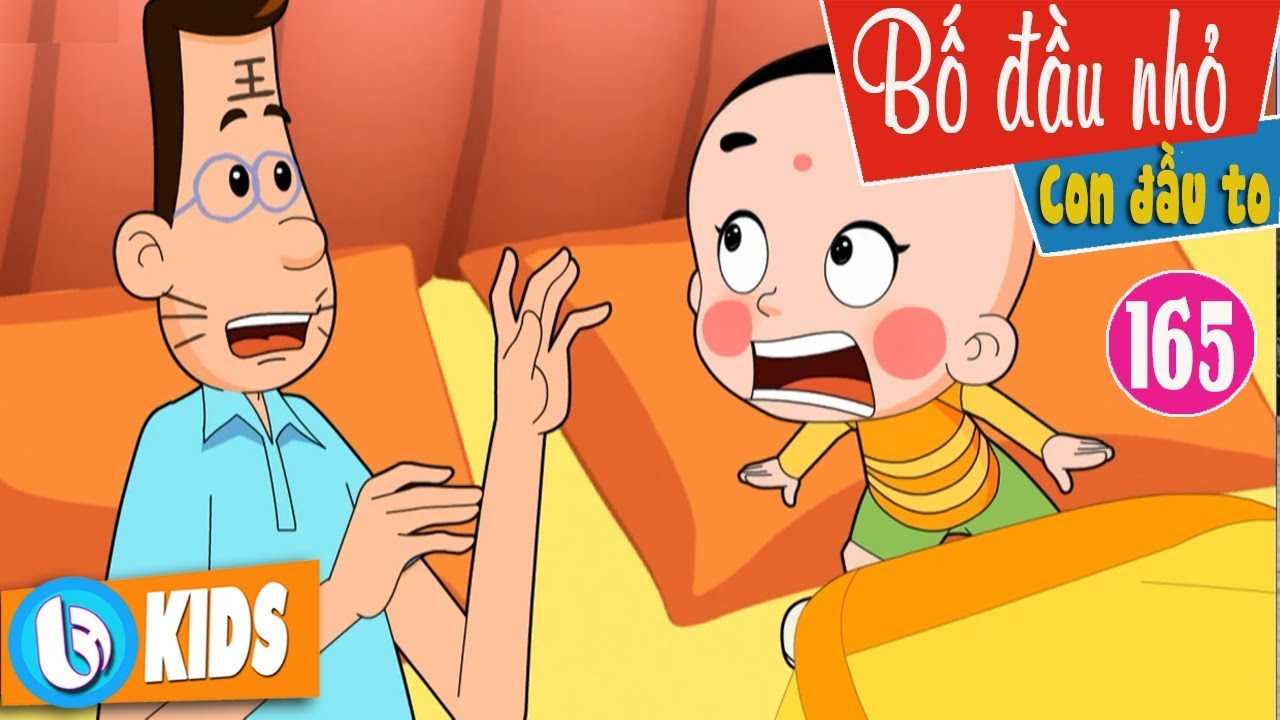 王
Bố đầu nhỏ
Con đầu to
165
KIDS